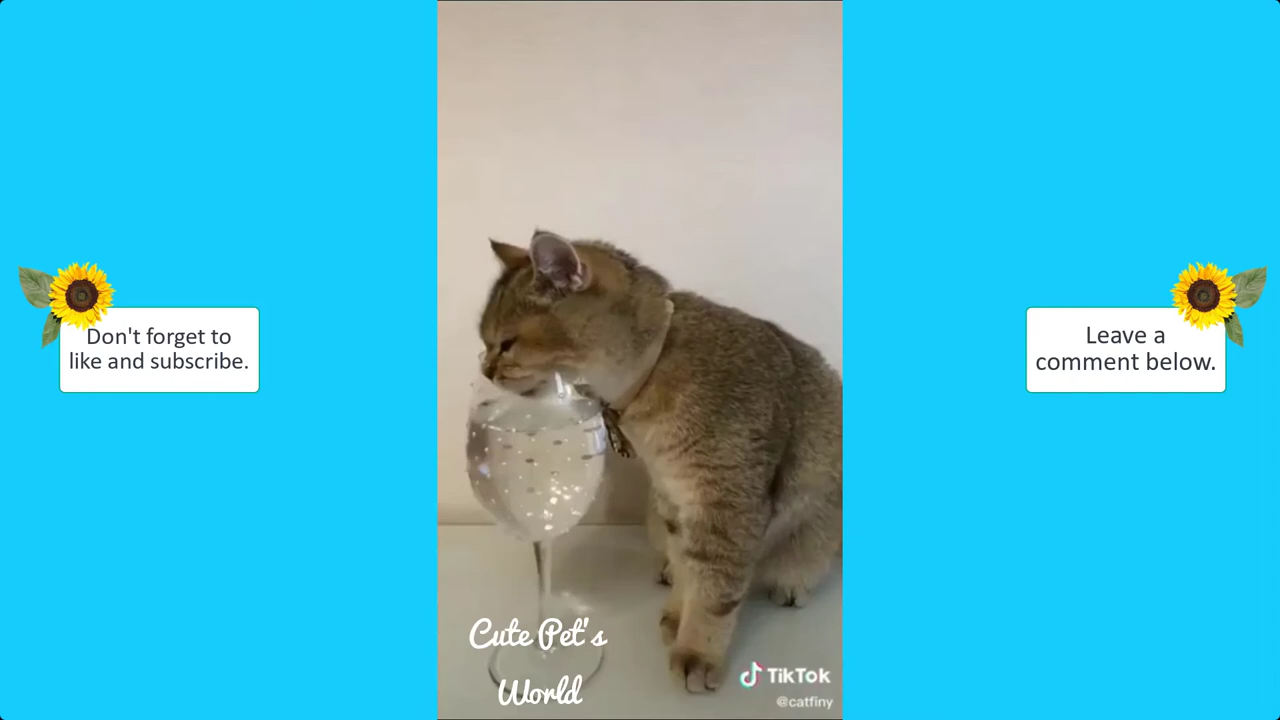 Don't forget to
like and subscribe.
Leave a
comment below.
Cute Pet's
World
TikTok
@catfiny